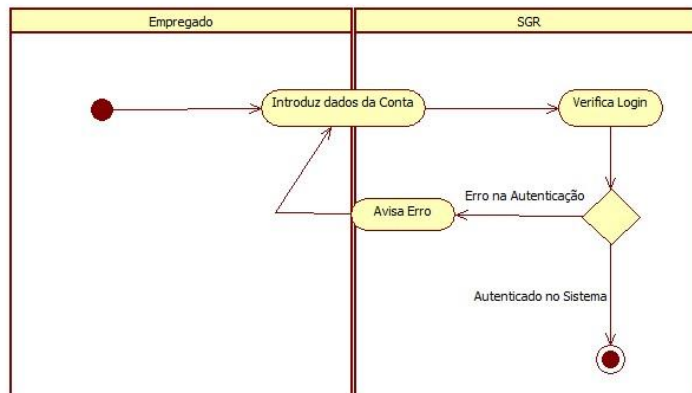 Empregado
SGR
Introduz dados da Conta
Verifica Login
Erro na Autenticação
Avisa Erro
Autenticado no Sistema